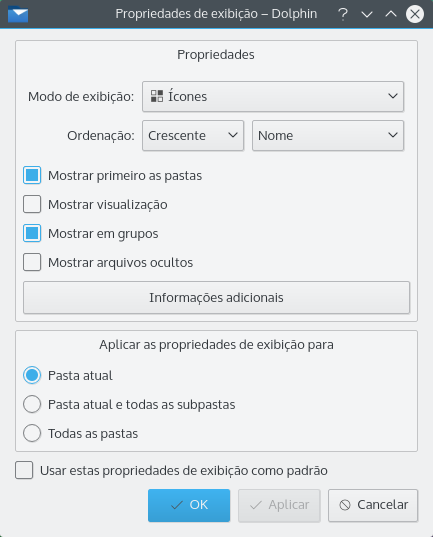 Propriedades de exibição – Dolphin
Propriedades
Modo de exibição: Ícones
Ordenação: Crescente Nome
Mostrar primeiro as pastas
Mostrar visualização
Mostrar em grupos
Mostrar arquivos ocultos
Informações adicionais
Aplicar as propriedades de exibição para
Pasta atual
Pasta atual e todas as subpastas
Todas as pastas
Usar estas propriedades de exibição como padrão
OK Aplicar Cancelar